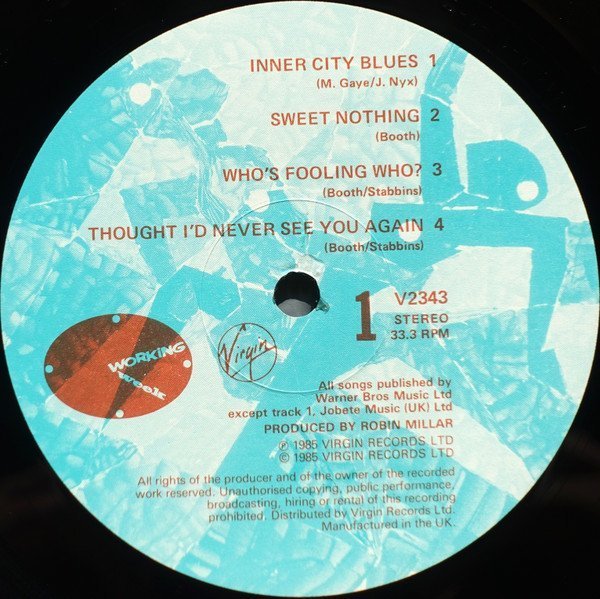 INNER CITY BLUES 1
(M. Gaye/J. Nyx)
SWEET NOTHING 2
(Booth)
WHO'S FOOLING WHO? 3
(Booth/Stabbins)
THOUGHT I'D NEVER SEE YOU AGAIN 4
(Booth/Stabbins)
1
V2343
STEREO
33.3 RPM
WORKING
week
Virgin
All songs published by
Warner Bros Music Ltd
except track 1, Jobete Music (UK) Ltd
PRODUCED BY ROBIN MILLAR
℗ 1985 VIRGIN RECORDS LTD
© 1985 VIRGIN RECORDS LTD
All rights of the producer and of the owner of the recorded
work reserved. Unauthorised copying, public performance,
broadcasting, hiring or rental of this recording
prohibited. Distributed by Virgin Records Ltd.
Manufactured in the UK.